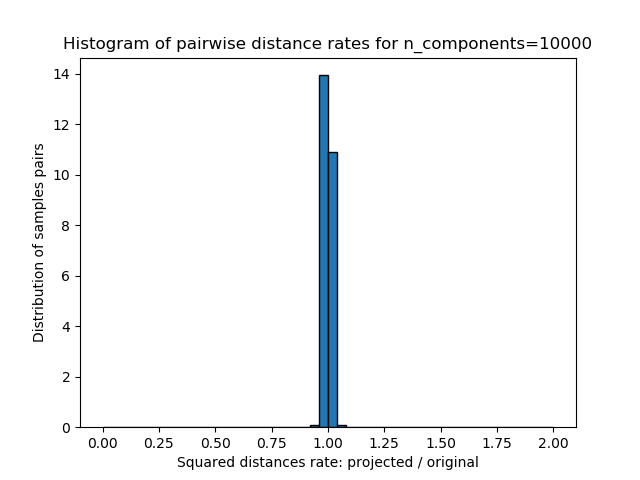 Histogram of pairwise distance rates for n_components=10000
Distribution of samples pairs
14
12
10
8
6
4
2
0
0.00 0.25 0.50 0.75 1.00 1.25 1.50 1.75 2.00
Squared distances rate: projected / original